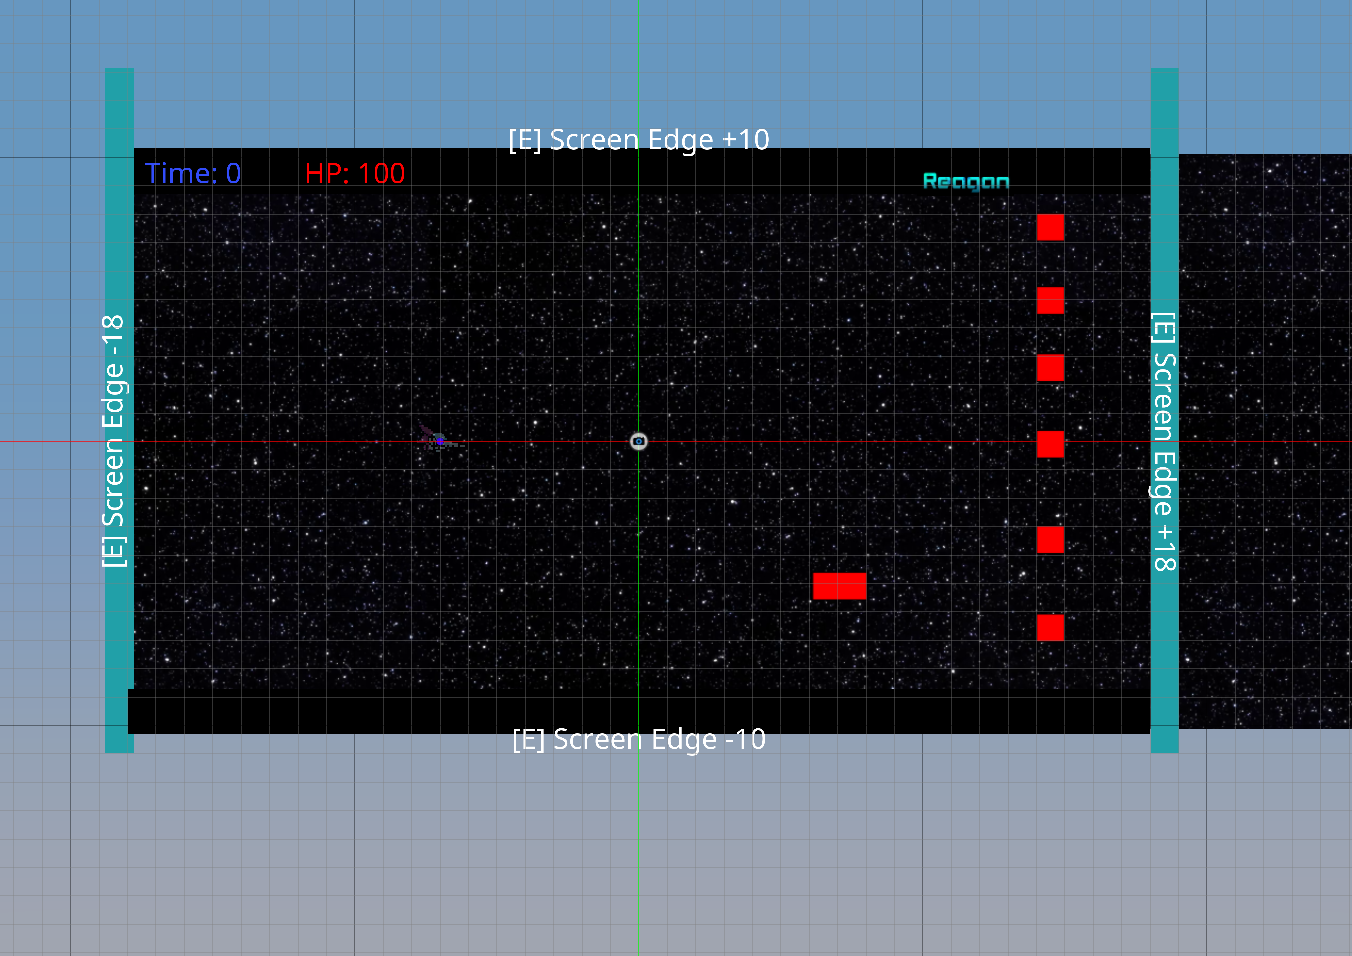 [E] Screen Edge +10
Time: 0
HP: 100
Reagan
[E] Screen Edge -18
[E] Screen Edge +18
[E] Screen Edge -10